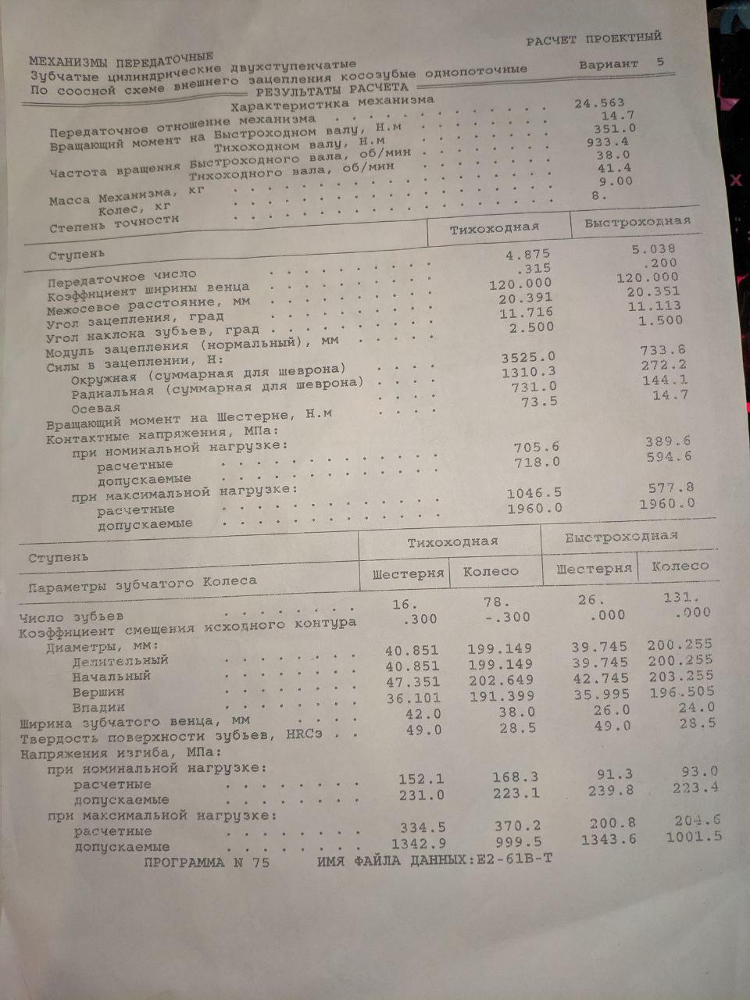 РАСЧЕТ ПРОЕКТНЫЙ
МЕХАНИЗМЫ ПЕРЕДАТОЧНЫЕ
Зубчатые цилиндрические двухступенчатые
По соосной схеме внешнего зацепления косозубые однопоточные Вариант 5
РЕЗУЛЬТАТЫ РАСЧЕТА
Характеристика механизма
Передаточное отношение механизма . . . . . . . . . . 24.563
Вращающий момент на Быстроходном валу, Н.м . . . . . . 14.7
Тихоходном валу, Н.м . . . . . . 351.0
Частота вращения Быстроходного вала, об/мин . . . . . . 933.4
Тихоходного вала, об/мин . . . . . . 38.0
Масса Механизма, кг . . . . . . . . . . . . . . . 41.4
Колес, кг . . . . . . . . . . . . . . . 9.00
Степень точности . . . . . . . . . . . . . . . 8.
Ступень Тихоходная Быстроходная
Передаточное число . . . . . . . . . 4.875 5.038
Коэффициент ширины венца . . . . . . . . . .315 .200
Межосевое расстояние, мм . . . . . . . . . 120.000 120.000
Угол зацепления, град . . . . . . . . . 20.391 20.351
Угол наклона зубьев, град . . . . . . . . . 11.716 11.113
Модуль зацепления (нормальный), мм . . . . 2.500 1.500
Силы в зацеплении, Н:
Окружная (суммарная для шеврона) . . . . 3525.0 733.8
Радиальная (суммарная для шеврона) . . . . 1310.3 272.2
Осевая . . . . 731.0 144.1
Вращающий момент на Шестерне, Н.м . . . . 73.5 14.7
Контактные напряжения, МПа:
при номинальной нагрузке:
расчетные . . . . . . . . . . . . 705.6 389.6
допускаемые . . . . . . . . . . . . 718.0 594.6
при максимальной нагрузке:
расчетные . . . . . . . . . . . . 1046.5 577.8
допускаемые . . . . . . . . . . . . 1960.0 1960.0
Ступень Тихоходная Быстроходная
Параметры зубчатого Колеса Шестерня Колесо Шестерня Колесо
Число зубьев . . . . . . 16. 78. 26. 131.
Коэффициент смещения исходного контура .300 -.300 .000 .000
Диаметры, мм:
Делительный . . . . . . . 40.851 199.149 39.745 200.255
Начальный . . . . . . . 40.851 199.149 39.745 200.255
Вершин . . . . . . . 47.351 202.649 42.745 203.255
Впадин . . . . . . . 36.101 191.399 35.995 196.505
Ширина зубчатого венца, мм . . . . 42.0 38.0 26.0 24.0
Твердость поверхности зубьев, HRCэ . . 49.0 28.5 49.0 28.5
Напряжения изгиба, МПа:
при номинальной нагрузке:
расчетные . . . . . . . 152.1 168.3 91.3 93.0
допускаемые . . . . . . . 231.0 223.1 239.8 223.4
при максимальной нагрузке:
расчетные . . . . . . . 334.5 370.2 200.8 204.6
допускаемые . . . . . . . 1342.9 999.5 1343.6 1001.5
ПРОГРАММА N 75 ИМЯ ФАЙЛА ДАННЫХ:E2-61B-T